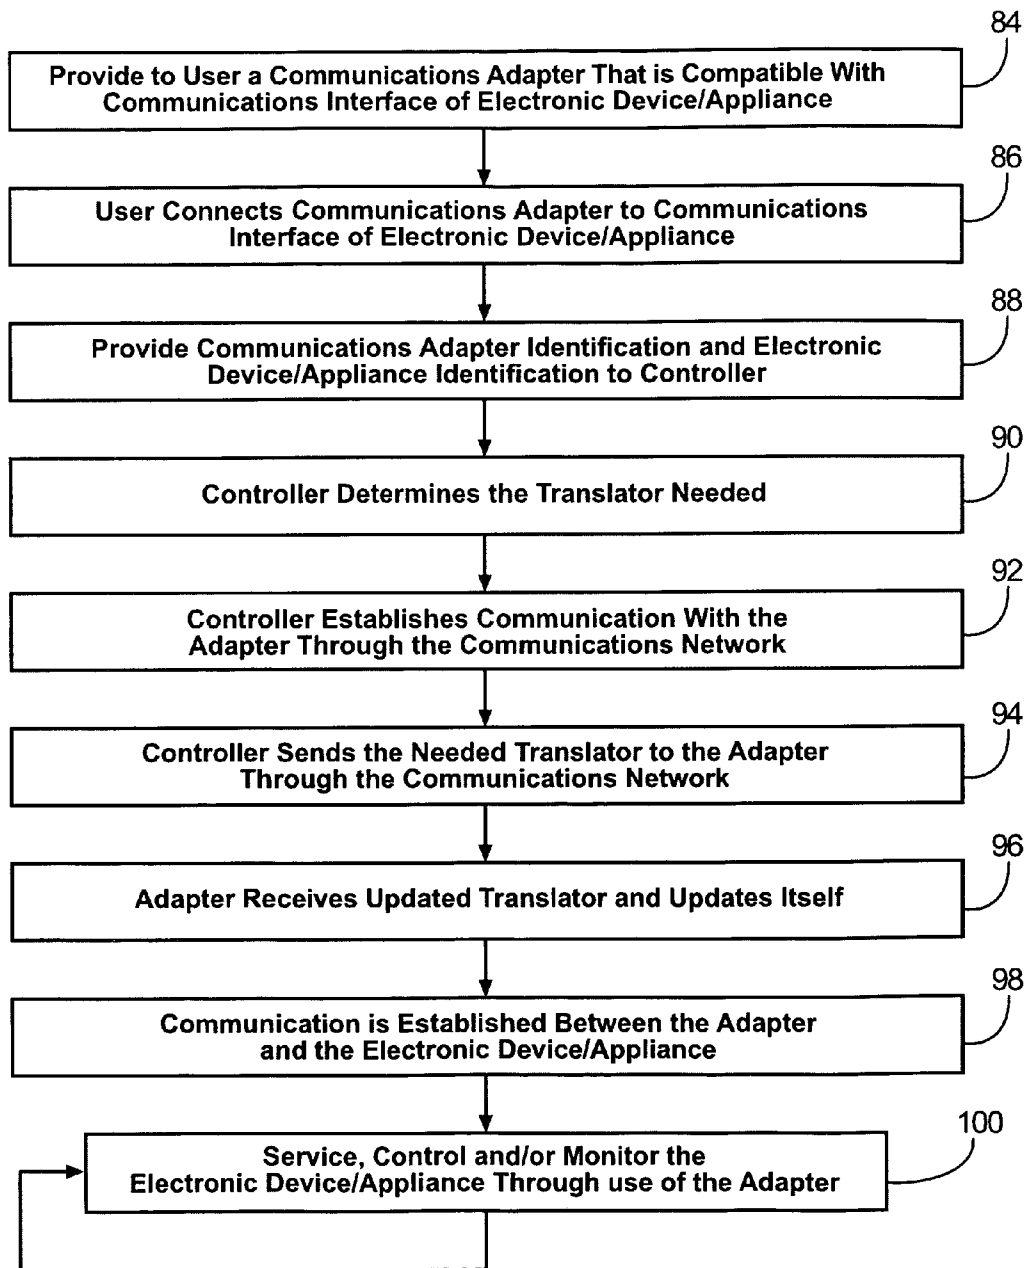 84
Provide to User a Communications Adapter That is Compatible With
Communications Interface of Electronic Device/Appliance
86
User Connects Communications Adapter to Communications
Interface of Electronic Device/Appliance
88
Provide Communications Adapter Identification and Electronic
Device/Appliance Identification to Controller
90
Controller Determines the Translator Needed
92
Controller Establishes Communication With the
Adapter Through the Communications Network
94
Controller Sends the Needed Translator to the Adapter
Through the Communications Network
96
Adapter Receives Updated Translator and Updates Itself
98
Communication is Established Between the Adapter
and the Electronic Device/Appliance
100
Service, Control and/or Monitor the
Electronic Device/Appliance Through use of the Adapter